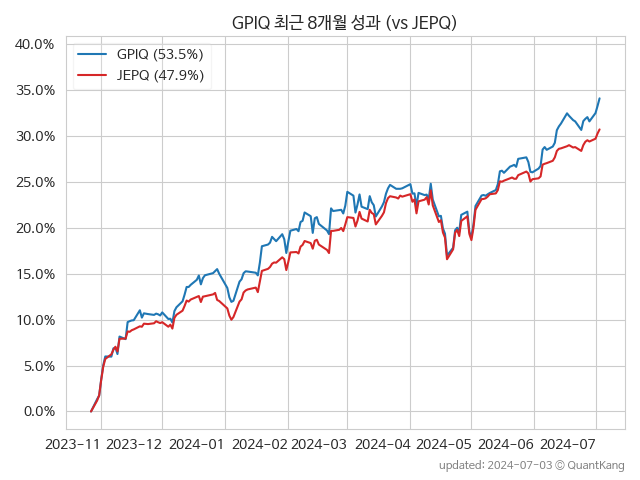 GPIQ 최근 8개월 성과 (vs JEPQ)
GPIQ (53.5%)
JEPQ (47.9%)
40.0%
35.0%
30.0%
25.0%
20.0%
15.0%
10.0%
5.0%
0.0%
2023-11 2023-12 2024-01 2024-02 2024-03 2024-04 2024-05 2024-06 2024-07
updated: 2024-07-03 © QuantKang